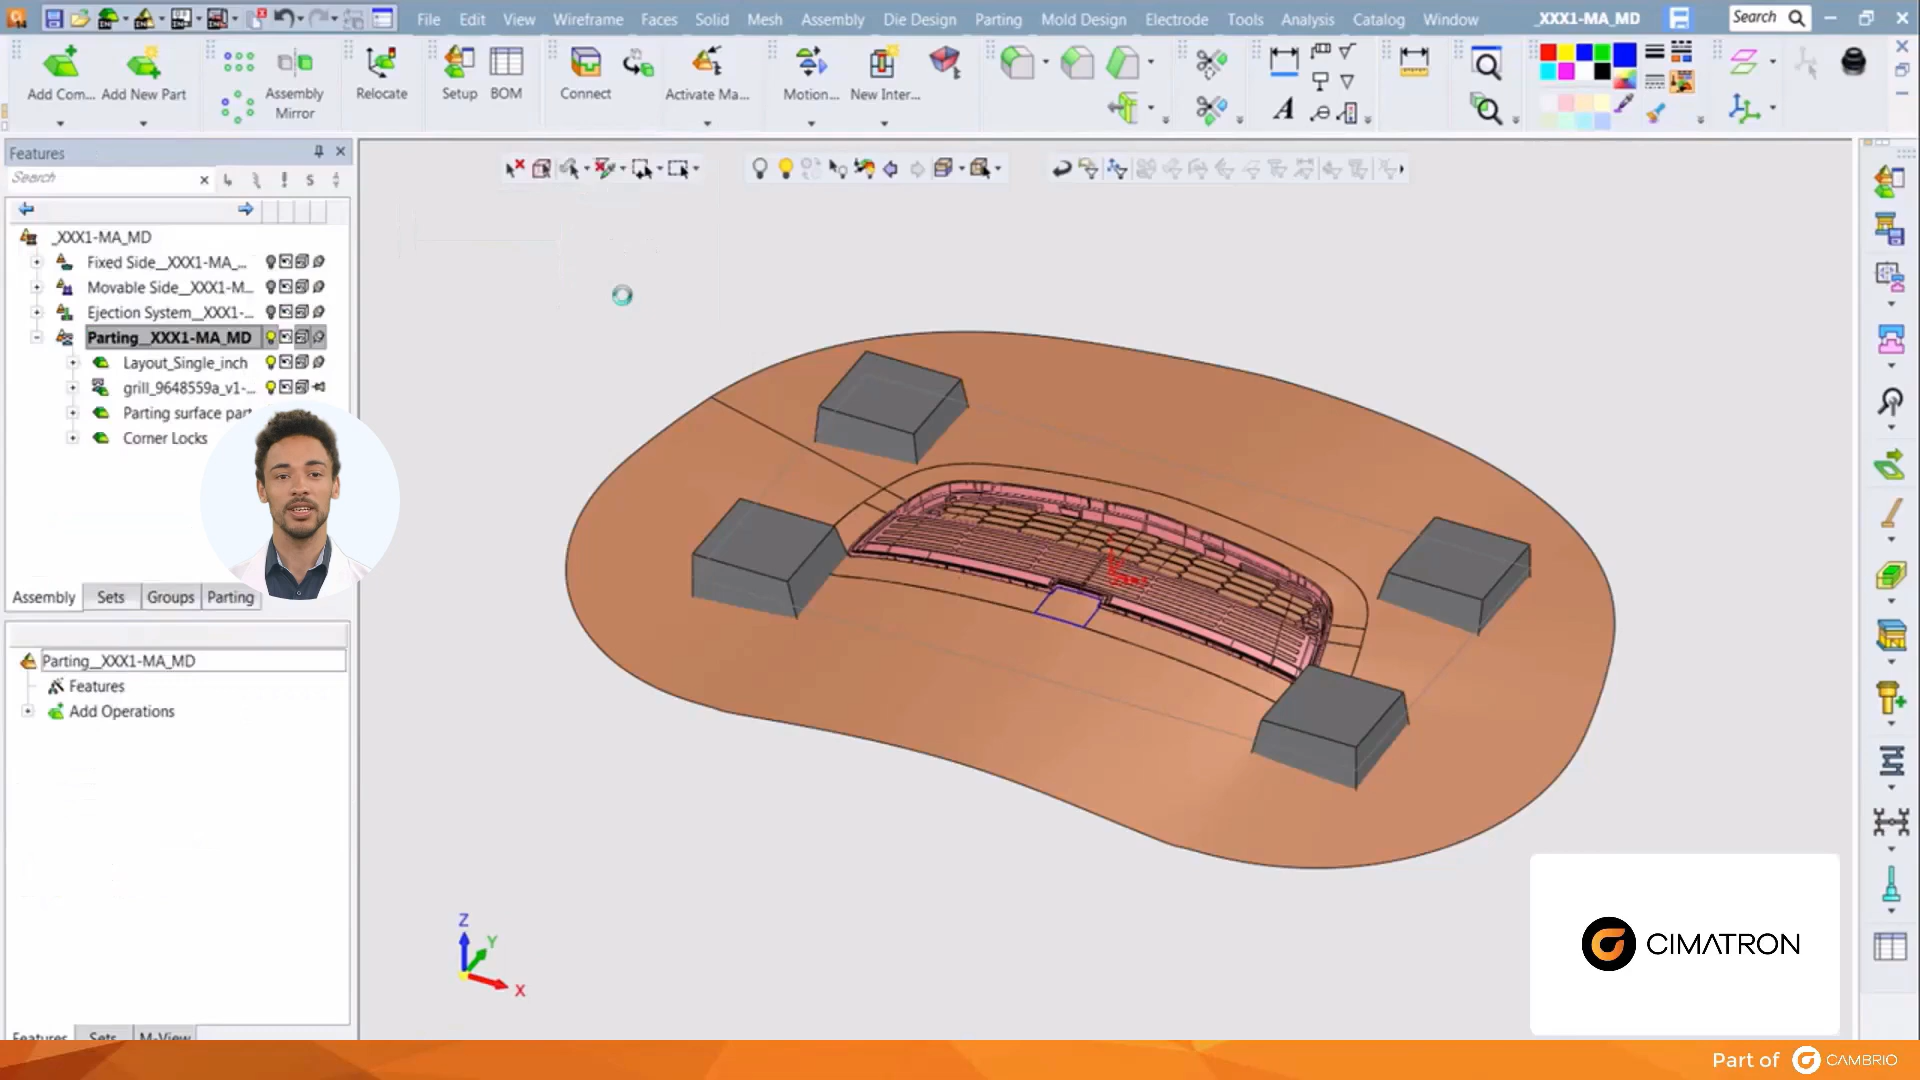 File Edit View Wireframe Faces Solid Mesh Assembly Die Design Parting Mold Design Electrode Tools Analysis Catalog Window
_XXX1-MA_MD
Search
Add Com...
Add New Part
Assembly
Mirror
Relocate
Setup
BOM
Connect
Activate Ma...
Motion...
New Inter...
Features
Search
_XXX1-MA_MD
Fixed Side__XXX1-MA_...
Movable Side__XXX1-M...
Ejection System__XXX1-...
Parting__XXX1-MA_MD
Layout_Single_inch
grill_9648559a_v1-...
Parting surface part
Corner Locks
Assembly Sets Groups Parting
Parting__XXX1-MA_MD
Features
Add Operations
Features Sets M-View
Z
Y
X
CIMATRON
Part of CAMBRIO